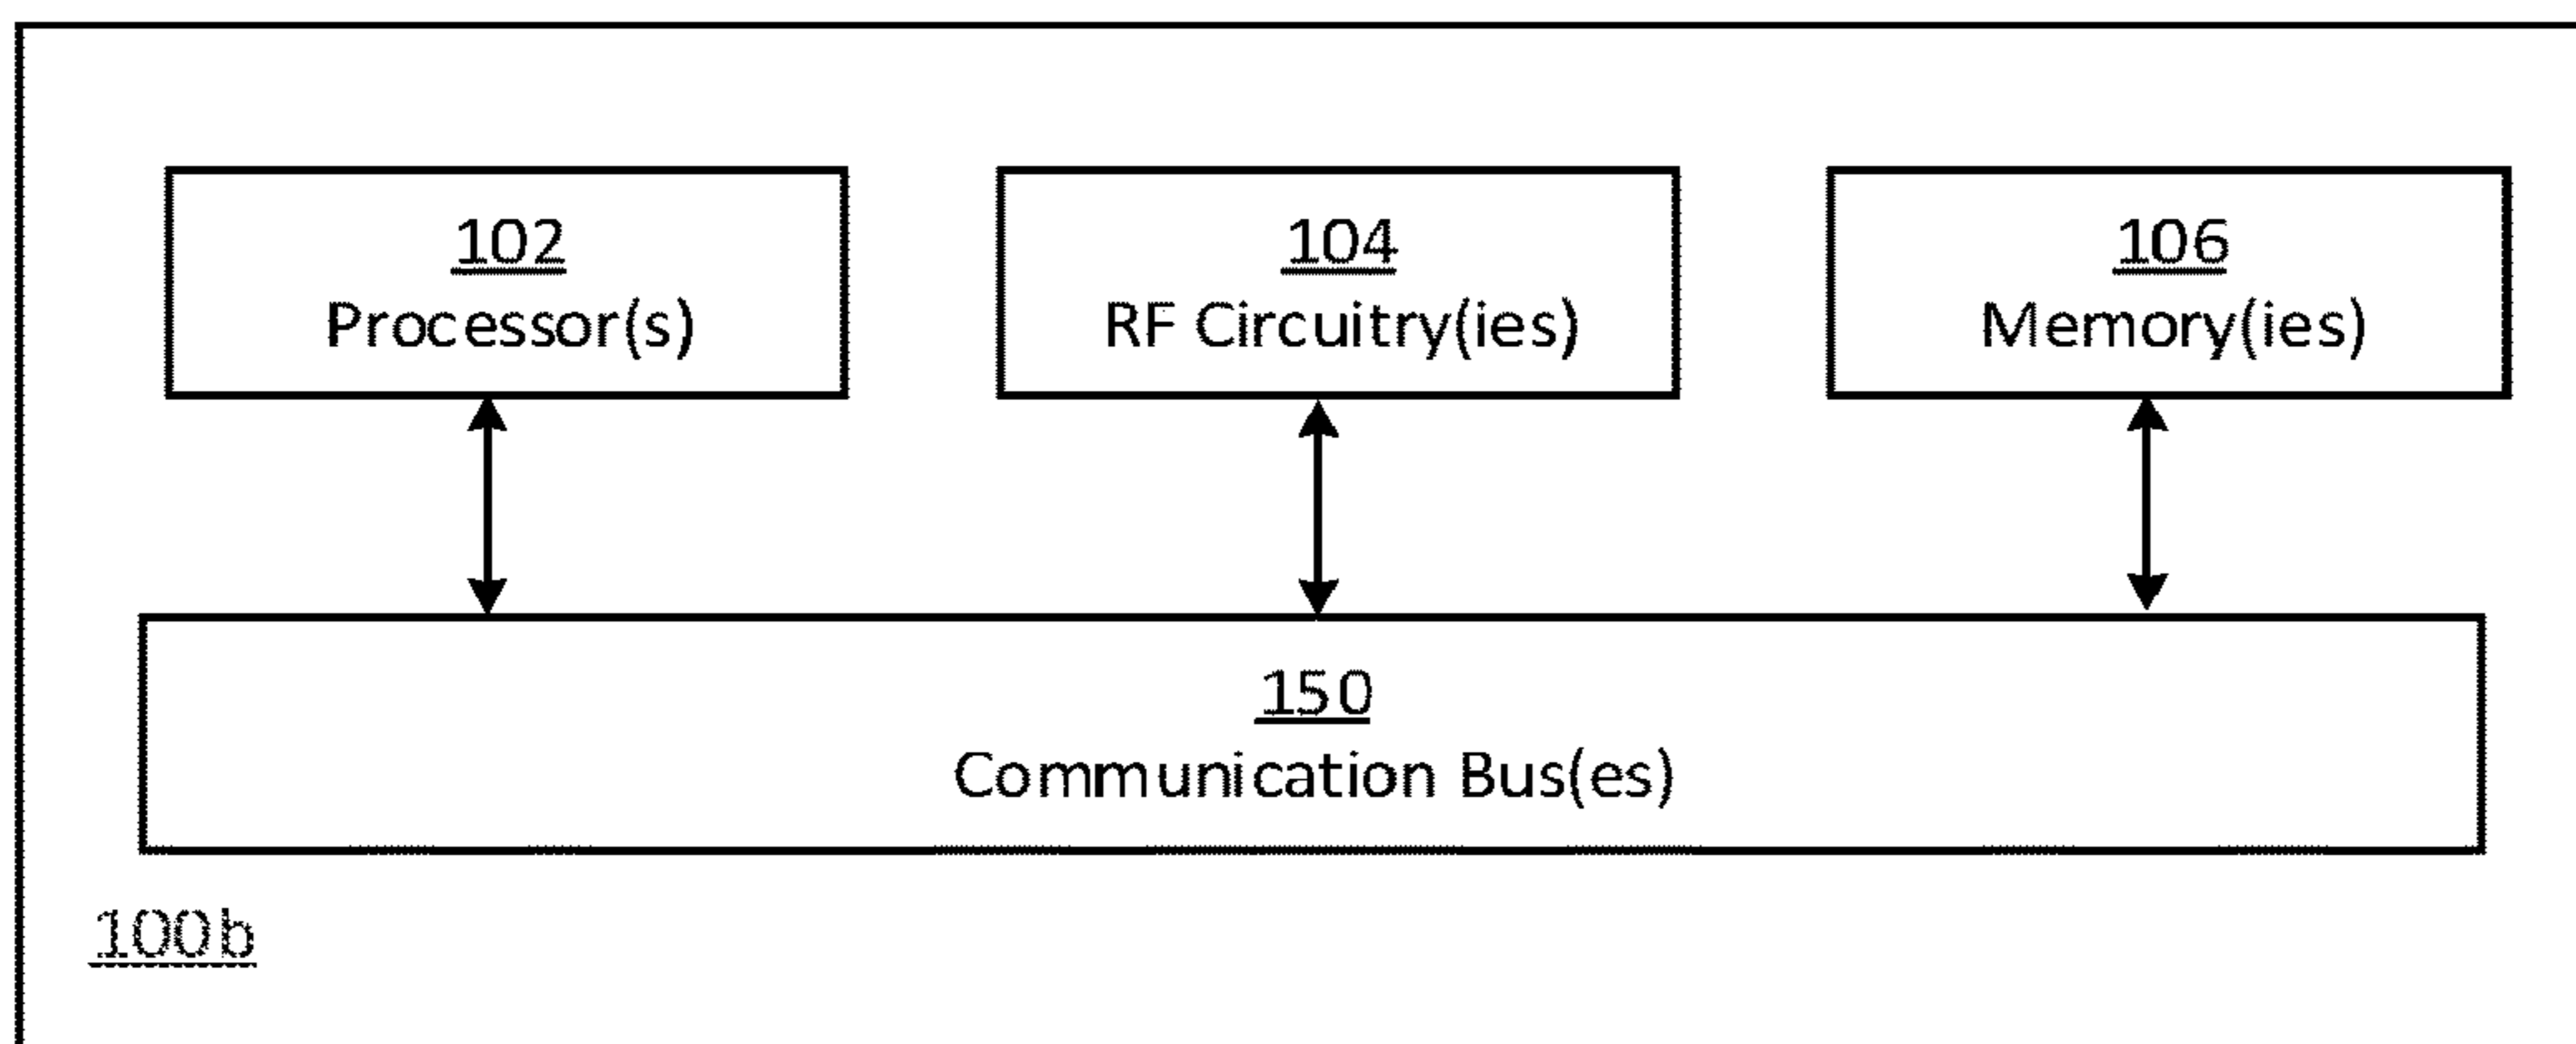 102
Processor(s)
104
RF Circuitry(ies)
106
Memory(ies)
150
Communication Bus(es)
100b